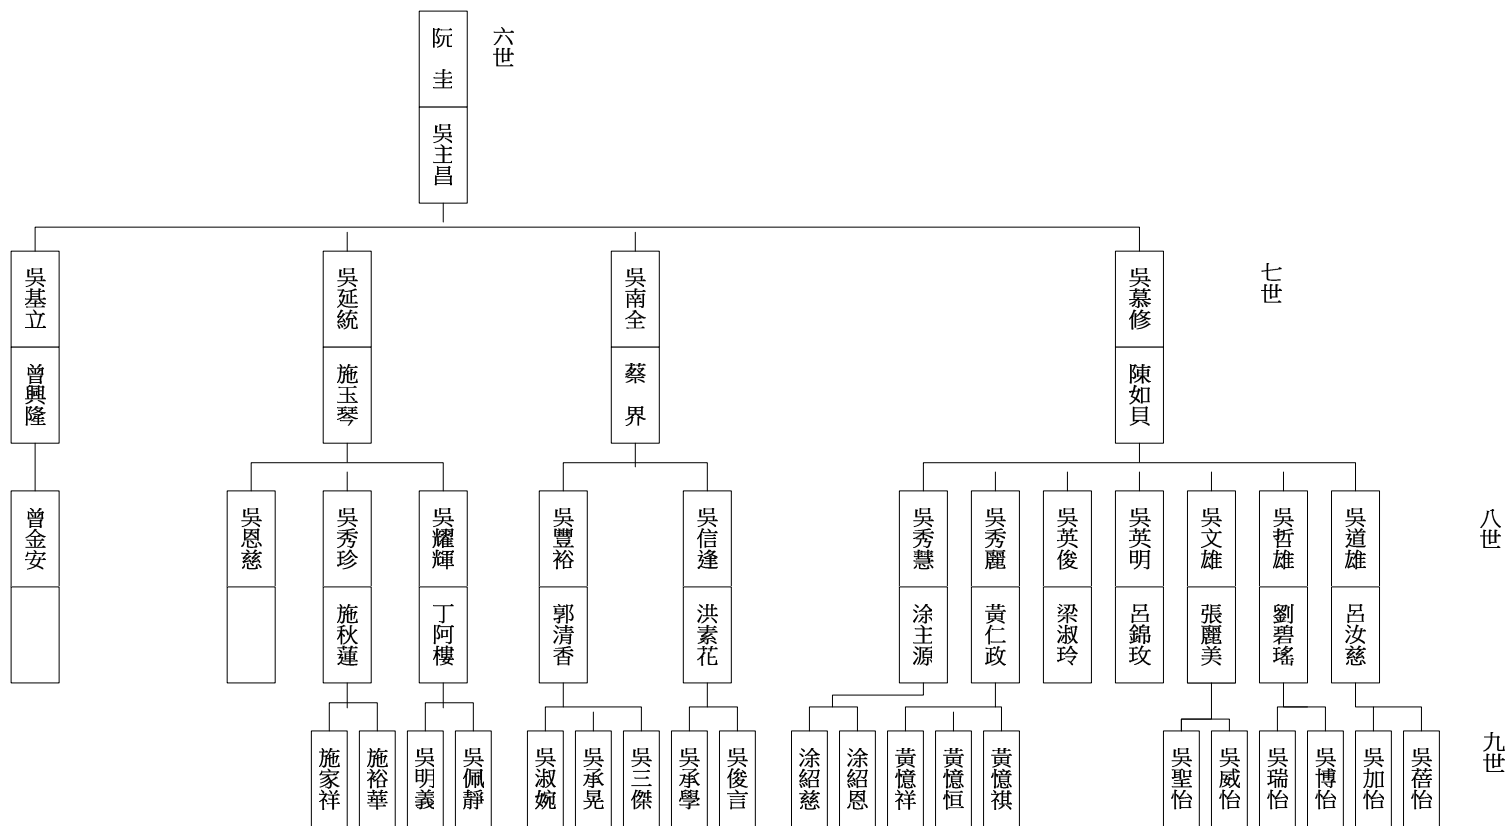 六世
阮圭
吳主昌
七世
吳慕修
陳如貝
吳南全
蔡界
吳延統
施玉琴
吳基立
曾興隆
八世
吳道雄
呂汝慈
吳哲雄
劉碧瑤
吳文雄
張麗美
吳英明
呂錦玫
吳英俊
梁淑玲
吳秀麗
黃仁政
吳秀慧
涂主源
吳信逢
洪素花
吳豐裕
郭清香
吳耀輝
丁阿樓
吳秀珍
施秋蓮
吳恩慈
曾金安
九世
吳蓓怡
吳加怡
吳博怡
吳瑞怡
吳威怡
吳聖怡
黃憶祺
黃憶恒
黃憶祥
涂紹恩
涂紹慈
吳俊言
吳承學
吳三傑
吳承晃
吳淑婉
吳佩靜
吳明義
施裕華
施家祥